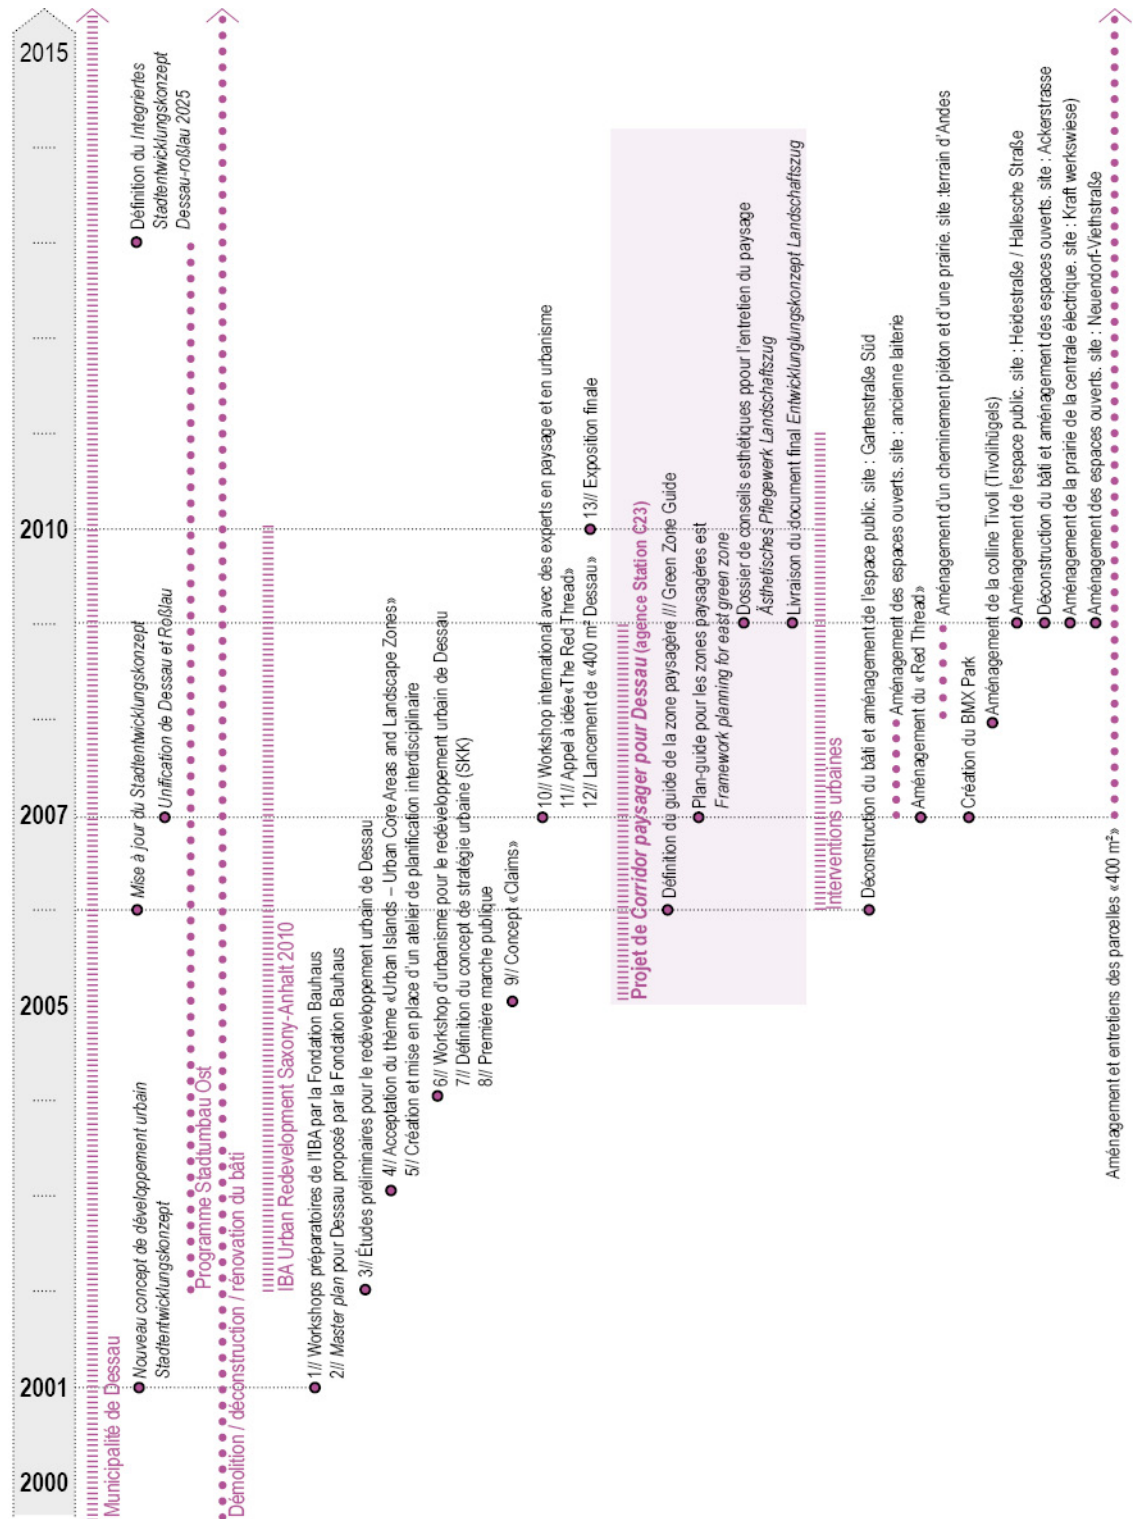 2000
2001
2005
2007
2010
2015
Municipalité de Dessau
Nouveau concept de développement urbain
Stadtentwicklungskonzept
Mise à jour du Stadtentwicklungskonzept
Unification de Dessau et Roßlau
Définition du Integriertes
Stadtentwicklungskonzept
Dessau-roßlau 2025
Programme Stadtumbau Ost
Démolition / déconstruction / rénovation du bâti
IBA Urban Redevelopment Saxony-Anhalt 2010
1// Workshops préparatoires de l'IBA par la Fondation Bauhaus
2// Master plan pour Dessau proposé par la Fondation Bauhaus
3// Études préliminaires pour le redéveloppement urbain de Dessau
4// Acceptation du thème «Urban Islands – Urban Core Areas and Landscape Zones»
5// Création et mise en place d'un atelier de planification interdisciplinaire
6// Workshop d'urbanisme pour le redéveloppement urbain de Dessau
7// Définition du concept de stratégie urbaine (SKK)
8// Première marche publique
9// Concept «Claims»
10// Workshop international avec des experts en paysage et en urbanisme
11// Appel à idée«The Red Thread»
12// Lancement de «400 m² Dessau»
13// Exposition finale
Projet de Corridor paysager pour Dessau (agence Station C23)
Définition du guide de la zone paysagère /// Green Zone Guide
Plan-guide pour les zones paysagères est
Framework planning for east green zone
Dossier de conseils esthétiques ppour l'entretien du paysage
Ästhetisches Pflegewerk Landschaftszug
Livraison du document final Entwicklunglungskonzept Landschaftszug
Interventions urbaines
Déconstruction du bâti et aménagement de l'espace public. site : Gartenstraße Süd
Aménagement des espaces ouverts. site : ancienne laiterie
Aménagement du «Red Thread»
Aménagement d'un cheminement piéton et d'une prairie. site :terrain d'Andes
Création du BMX Park
Aménagement de la colline Tivoli (Tivolihügels)
Aménagement de l'espace public. site : Heidestraße / Hallesche Straße
Déconstruction du bâti et aménagement des espaces ouverts. site : Ackerstrasse
Aménagement de la prairie de la centrale électrique. site : Kraft werkswiese)
Aménagement des espaces ouverts. site : Neuendorf-Viethstraße
Aménagement et entretiens des parcelles «400 m²»